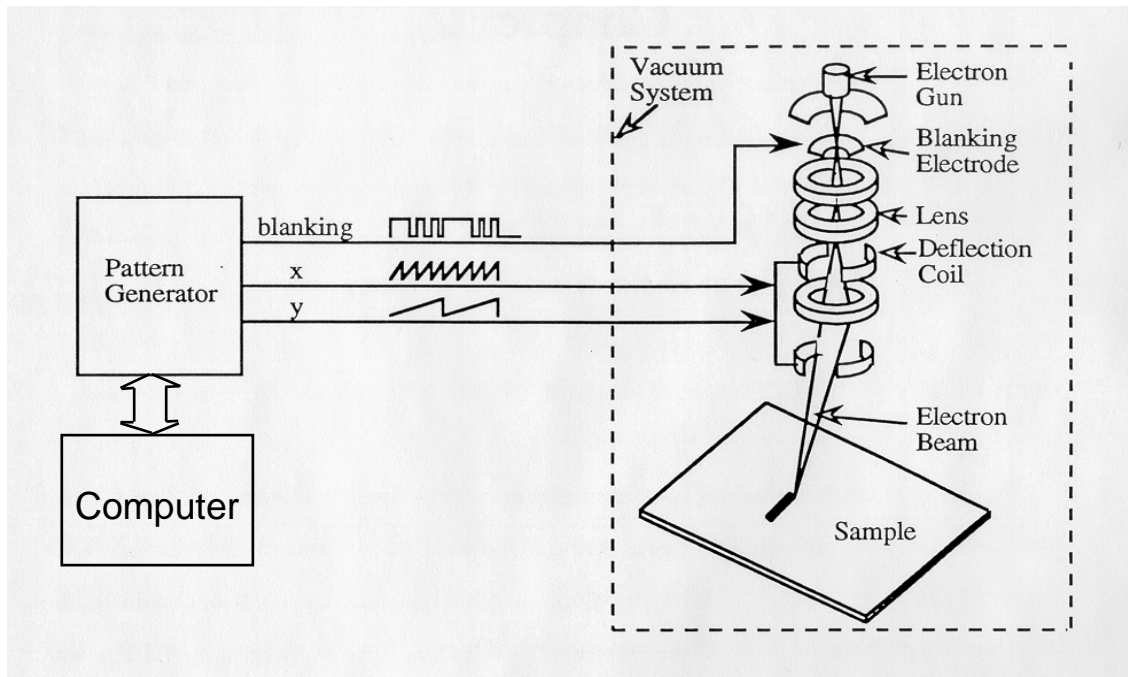 Vacuum
System
Electron
Gun
Blanking
Electrode
blanking
Lens
Pattern
Generator
x
Deflection
Coil
y
Electron
Beam
Computer
Sample